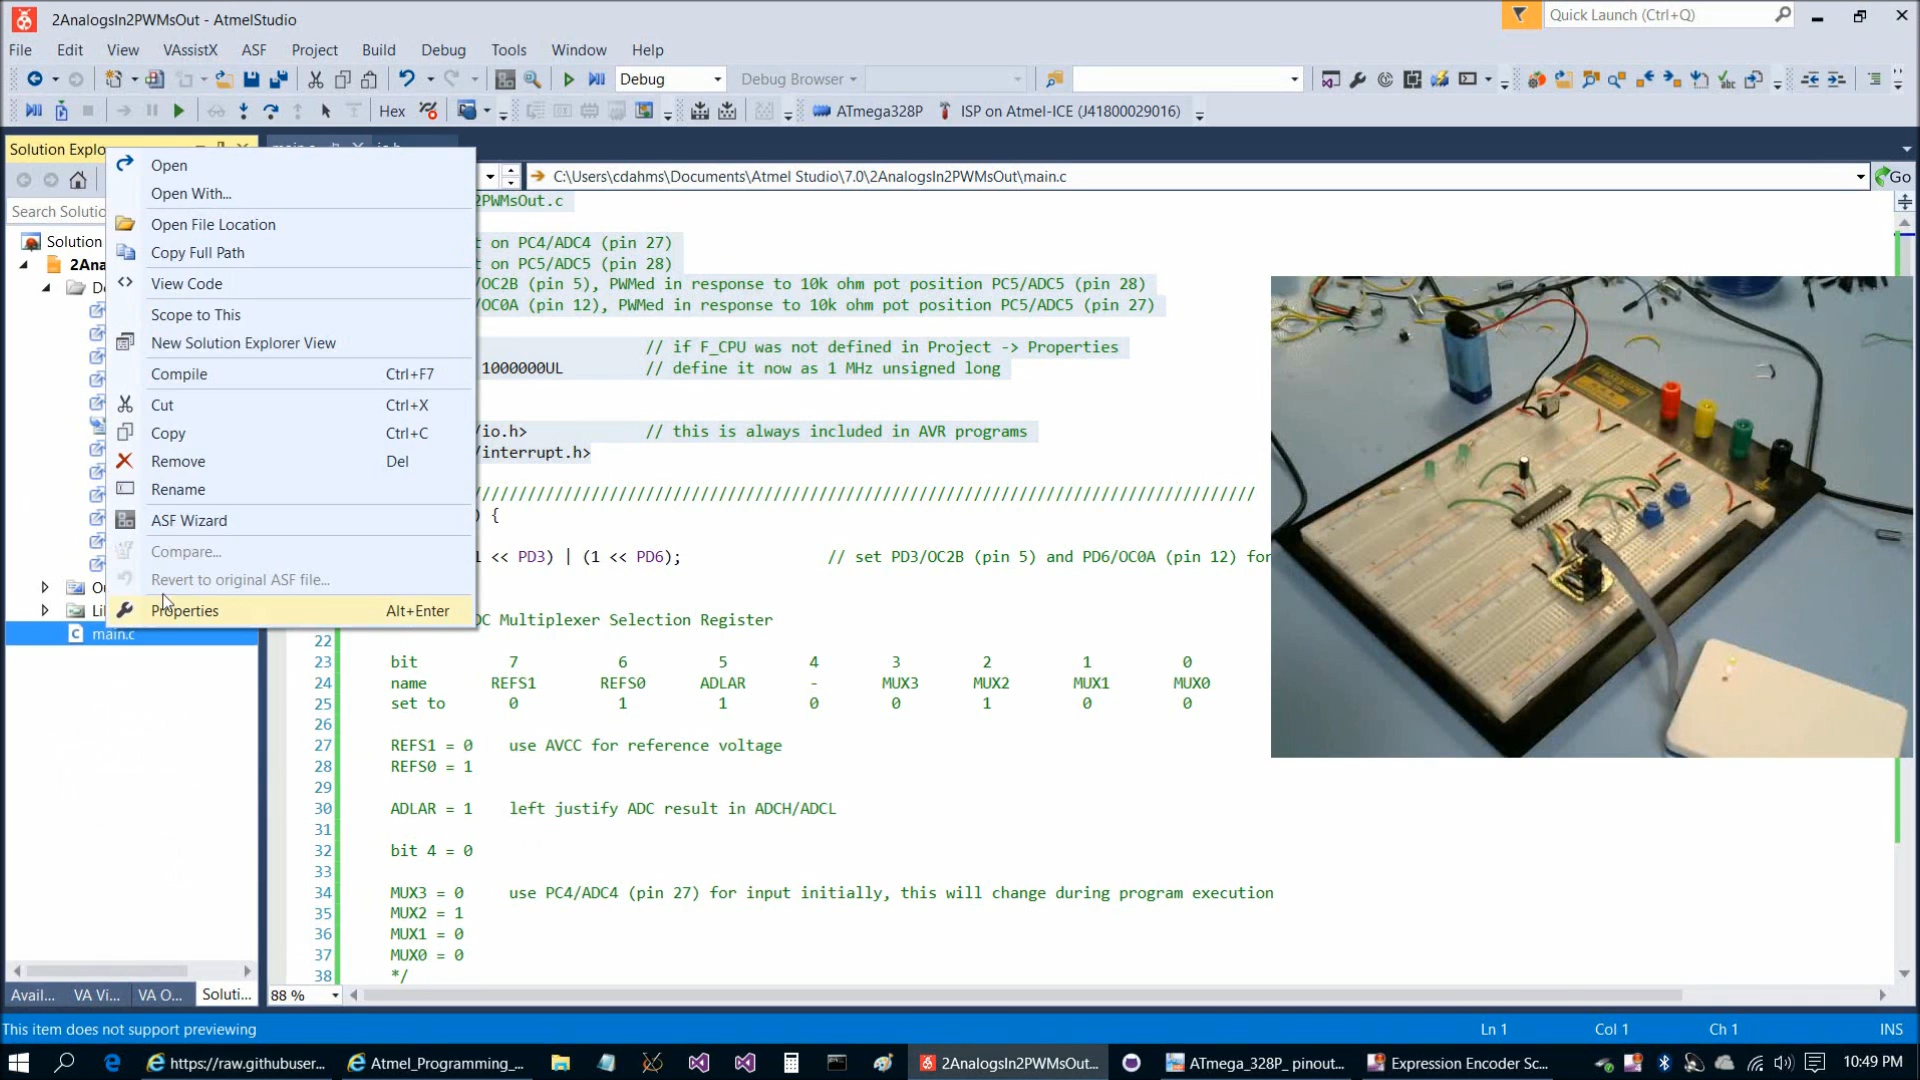 2AnalogsIn2PWMsOut - AtmelStudio
Quick Launch (Ctrl+Q)
File Edit View VAssistX ASF Project Build Debug Tools Window Help
Debug Debug Browser
Hex ATmega328P ISP on Atmel-ICE (J41800029016)
Solution Explo
Search Solutio
Solution
2Ana
main.c
Open
Open With...
Open File Location
Copy Full Path
View Code
Scope to This
New Solution Explorer View
Compile Ctrl+F7
Cut Ctrl+X
Copy Ctrl+C
Remove Del
Rename
ASF Wizard
Compare...
Revert to original ASF file...
Properties Alt+Enter
C:\Users\cdahms\Documents\Atmel Studio\7.0\2AnalogsIn2PWMsOut\main.c Go
2PWMsOut.c
t on PC4/ADC4 (pin 27)
t on PC5/ADC5 (pin 28)
/OC2B (pin 5), PWMed in response to 10k ohm pot position PC5/ADC5 (pin 28)
/OC0A (pin 12), PWMed in response to 10k ohm pot position PC5/ADC5 (pin 27)
// if F_CPU was not defined in Project -> Properties
1000000UL // define it now as 1 MHz unsigned long
/io.h> // this is always included in AVR programs
/interrupt.h>
) {
<< PD3) | (1 << PD6); // set PD3/OC2B (pin 5) and PD6/OC0A (pin 12) for
DC Multiplexer Selection Register
22
23 bit 7 6 5 4 3 2 1 0
24 name REFS1 REFS0 ADLAR - MUX3 MUX2 MUX1 MUX0
25 set to 0 1 1 0 0 1 0 0
26
27 REFS1 = 0 use AVCC for reference voltage
28 REFS0 = 1
29
30 ADLAR = 1 left justify ADC result in ADCH/ADCL
31
32 bit 4 = 0
33
34 MUX3 = 0 use PC4/ADC4 (pin 27) for input initially, this will change during program execution
35 MUX2 = 1
36 MUX1 = 0
37 MUX0 = 0
38 */
Avail... VA Vi... VA O... Soluti... 88 %
This item does not support previewing Ln 1 Col 1 Ch 1 INS
https://raw.githubuser... Atmel_Programming_... 2AnalogsIn2PWMsOut... ATmega_328P_ pinout... Expression Encoder Sc... 10:49 PM